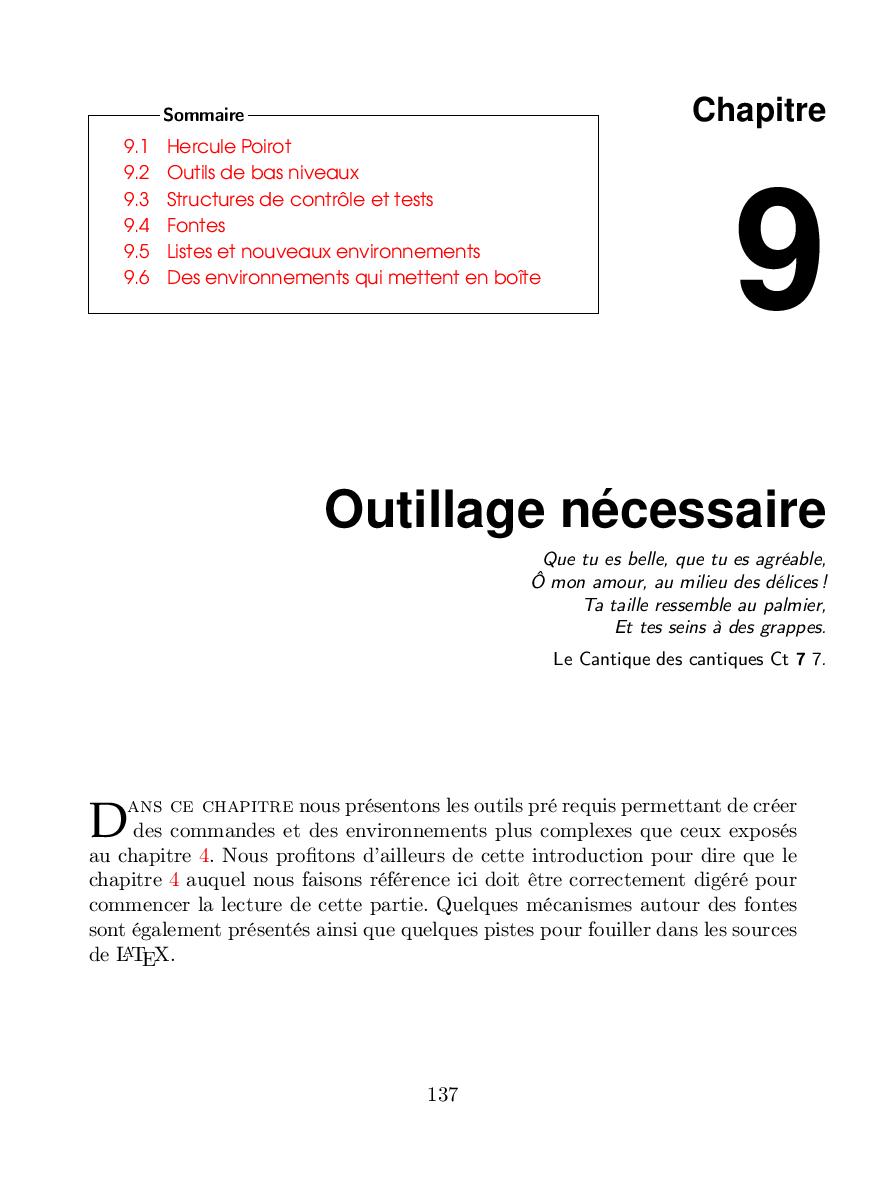 Sommaire
9.1 Hercule Poirot
9.2 Outils de bas niveaux
9.3 Structures de contrôle et tests
9.4 Fontes
9.5 Listes et nouveaux environnements
9.6 Des environnements qui mettent en boîte
Chapitre
9
Outillage nécessaire
Que tu es belle, que tu es agréable,
Ô mon amour, au milieu des délices !
Ta taille ressemble au palmier,
Et tes seins à des grappes.
Le Cantique des cantiques Ct 7 7.
DANS CE CHAPITRE nous présentons les outils pré requis permettant de créer
des commandes et des environnements plus complexes que ceux exposés
au chapitre 4. Nous profitons d'ailleurs de cette introduction pour dire que le
chapitre 4 auquel nous faisons référence ici doit être correctement digéré pour
commencer la lecture de cette partie. Quelques mécanismes autour des fontes
sont également présentés ainsi que quelques pistes pour fouiller dans les sources
de LATEX.
137